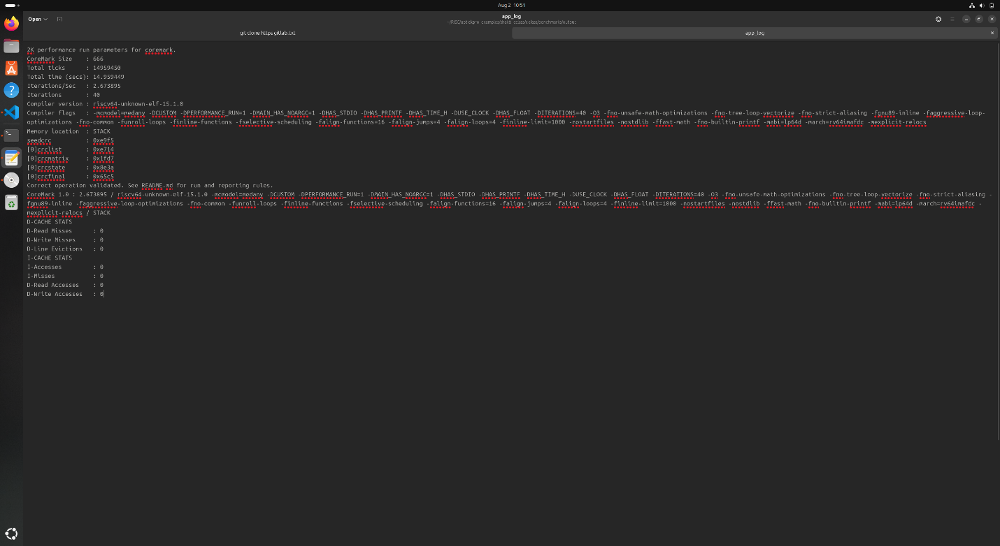 Aug 2 10:51
Open
app_log
git clone https gitlab.txt
app_log
2K performance run parameters for coremark.
CoreMark Size : 666
Total ticks : 14959450
Total time (secs): 14.959449
Iterations/Sec : 2.673895
Iterations : 40
Compiler version : riscv64-unknown-elf-15.1.0
Compiler flags : -mcmodel=medany -DCUSTOM -DPERFORMANCE_RUN=1 -DMAIN_HAS_NOARGC=1 -DHAS_STDIO -DHAS_PRINTF -DHAS_TIME_H -DUSE_CLOCK -DHAS_FLOAT -DITERATIONS=40 -O3 -fno-unsafe-math-optimizations -fno-tree-loop-vectorize -fno-strict-aliasing -fgnu89-inline -faggressive-loop-
optimizations -fno-common -funroll-loops -finline-functions -fselective-scheduling -falign-functions=16 -falign-jumps=4 -falign-loops=4 -finline-limit=1000 -nostartfiles -nostdlib -ffast-math -fno-builtin-printf -mabi=lp64d -march=rv64imafdc -mexplicit-relocs
Memory location : STACK
seedcrc : 0xe9f5
[0]crclist : 0xe714
[0]crcmatrix : 0x1fd7
[0]crcstate : 0x8e3a
[0]crcfinal : 0x65c5
Correct operation validated. See README.md for run and reporting rules.
CoreMark 1.0 : 2.673895 / riscv64-unknown-elf-15.1.0 -mcmodel=medany -DCUSTOM -DPERFORMANCE_RUN=1 -DMAIN_HAS_NOARGC=1 -DHAS_STDIO -DHAS_PRINTF -DHAS_TIME_H -DUSE_CLOCK -DHAS_FLOAT -DITERATIONS=40 -O3 -fno-unsafe-math-optimizations -fno-tree-loop-vectorize -fno-strict-aliasing -
fgnu89-inline -faggressive-loop-optimizations -fno-common -funroll-loops -finline-functions -fselective-scheduling -falign-functions=16 -falign-jumps=4 -falign-loops=4 -finline-limit=1000 -nostartfiles -nostdlib -ffast-math -fno-builtin-printf -mabi=lp64d -march=rv64imafdc -
mexplicit-relocs / STACK
D-CACHE STATS
D-Read Misses : 0
D-Write Misses : 0
D-Line Evictions : 0
I-CACHE STATS
I-Accesses : 0
I-Misses : 0
D-Read Accesses : 0
D-Write Accesses : 0